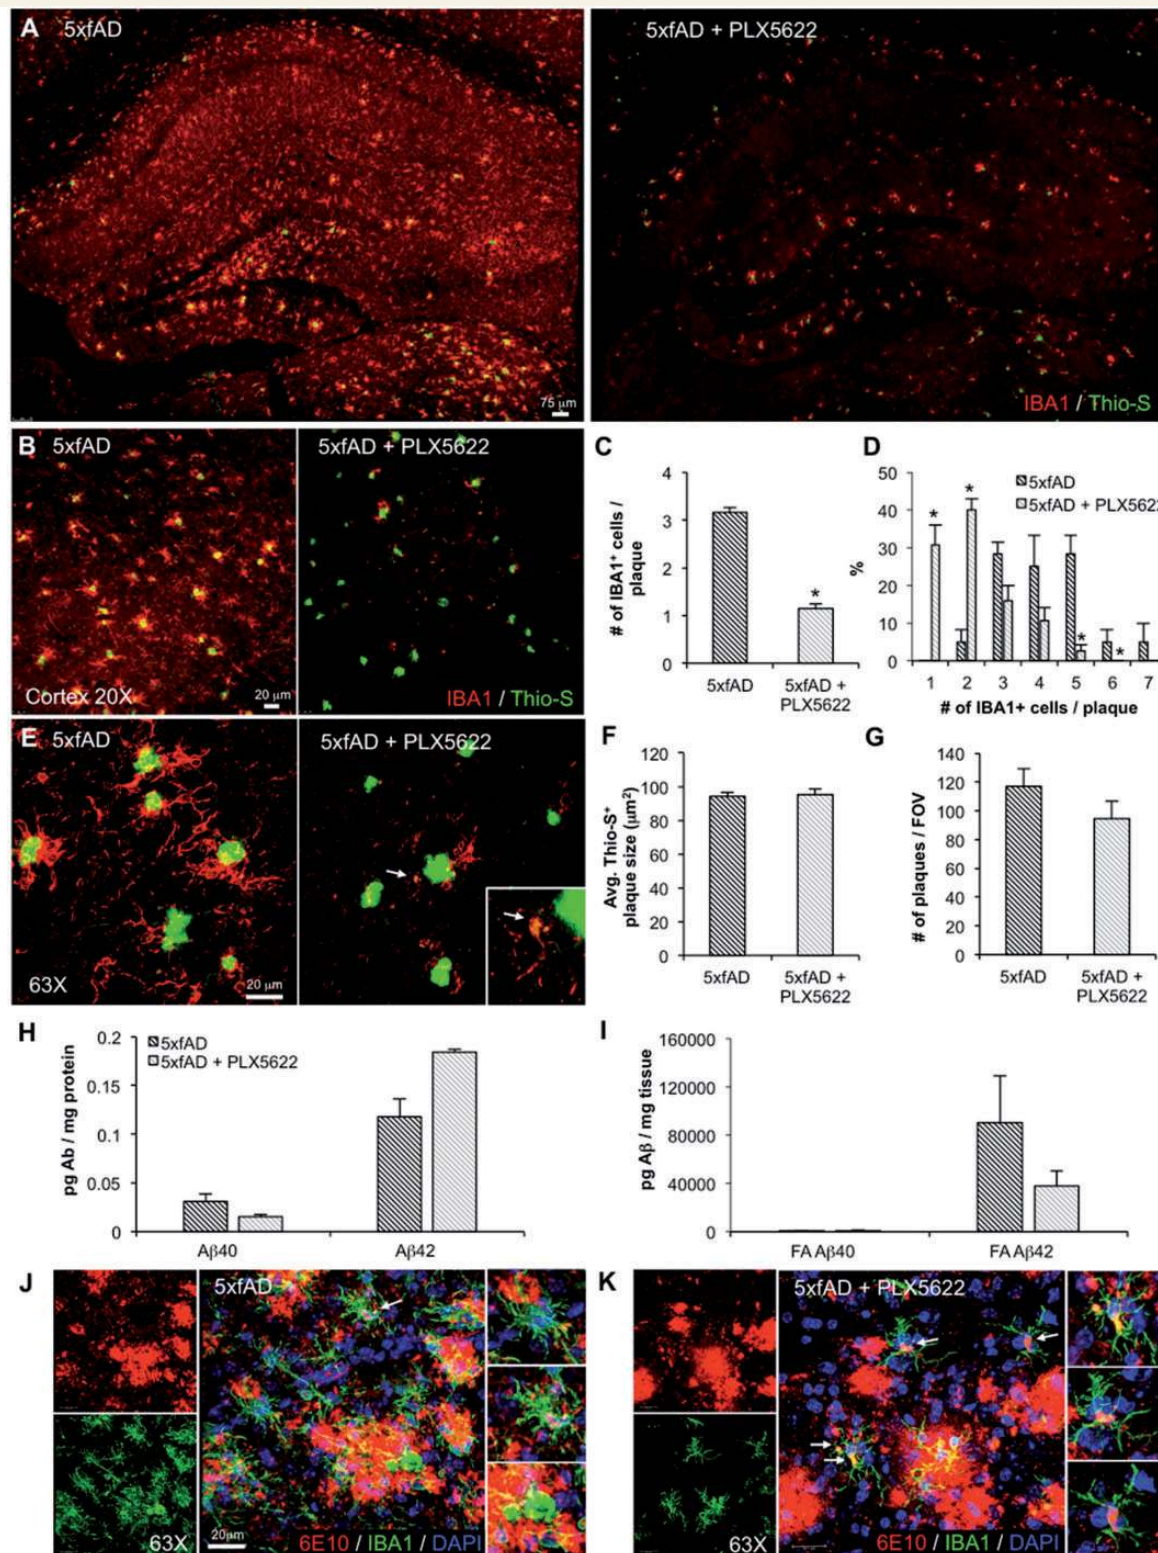 A 5xfAD
5xfAD + PLX5622
75 µm
IBA1 / Thio-S
B 5xfAD
5xfAD + PLX5622
Cortex 20X
20 µm
IBA1 / Thio-S
C
# of IBA1+ cells /
plaque
4
3
2
1
0
*
5xfAD
5xfAD +
PLX5622
D
%
50
40
30
20
10
0
5xfAD
5xfAD + PLX5622
* * * *
1 2 3 4 5 6 7
# of IBA1+ cells / plaque
E 5xfAD
5xfAD + PLX5622
63X
20 µm
F
Avg. Thio-S+
plaque size (µm2)
120
100
80
60
40
20
0
5xfAD
5xfAD +
PLX5622
G
# of plaques / FOV
140
120
100
80
60
40
20
0
5xfAD
5xfAD +
PLX5622
H
pg Ab / mg protein
0.2
0.15
0.1
0.05
0
5xfAD
5xfAD + PLX5622
Aβ40
Aβ42
I
pg Aβ / mg tissue
160000
120000
80000
40000
0
FA Aβ40
FA Aβ42
J 5xfAD
63X
20µm
6E10 / IBA1 / DAPI
K 5xfAD + PLX5622
63X
6E10 / IBA1 / DAPI